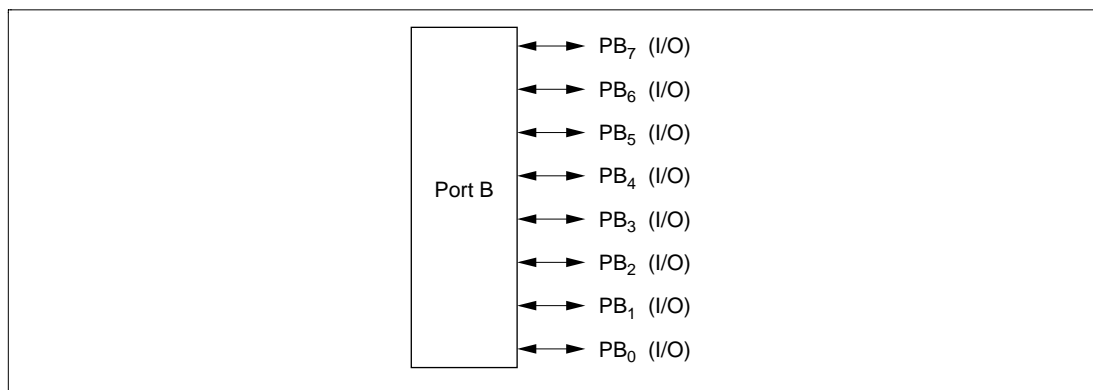 PB₇ (I/O)
PB₆ (I/O)
PB₅ (I/O)
PB₄ (I/O)
Port B
PB₃ (I/O)
PB₂ (I/O)
PB₁ (I/O)
PB₀ (I/O)